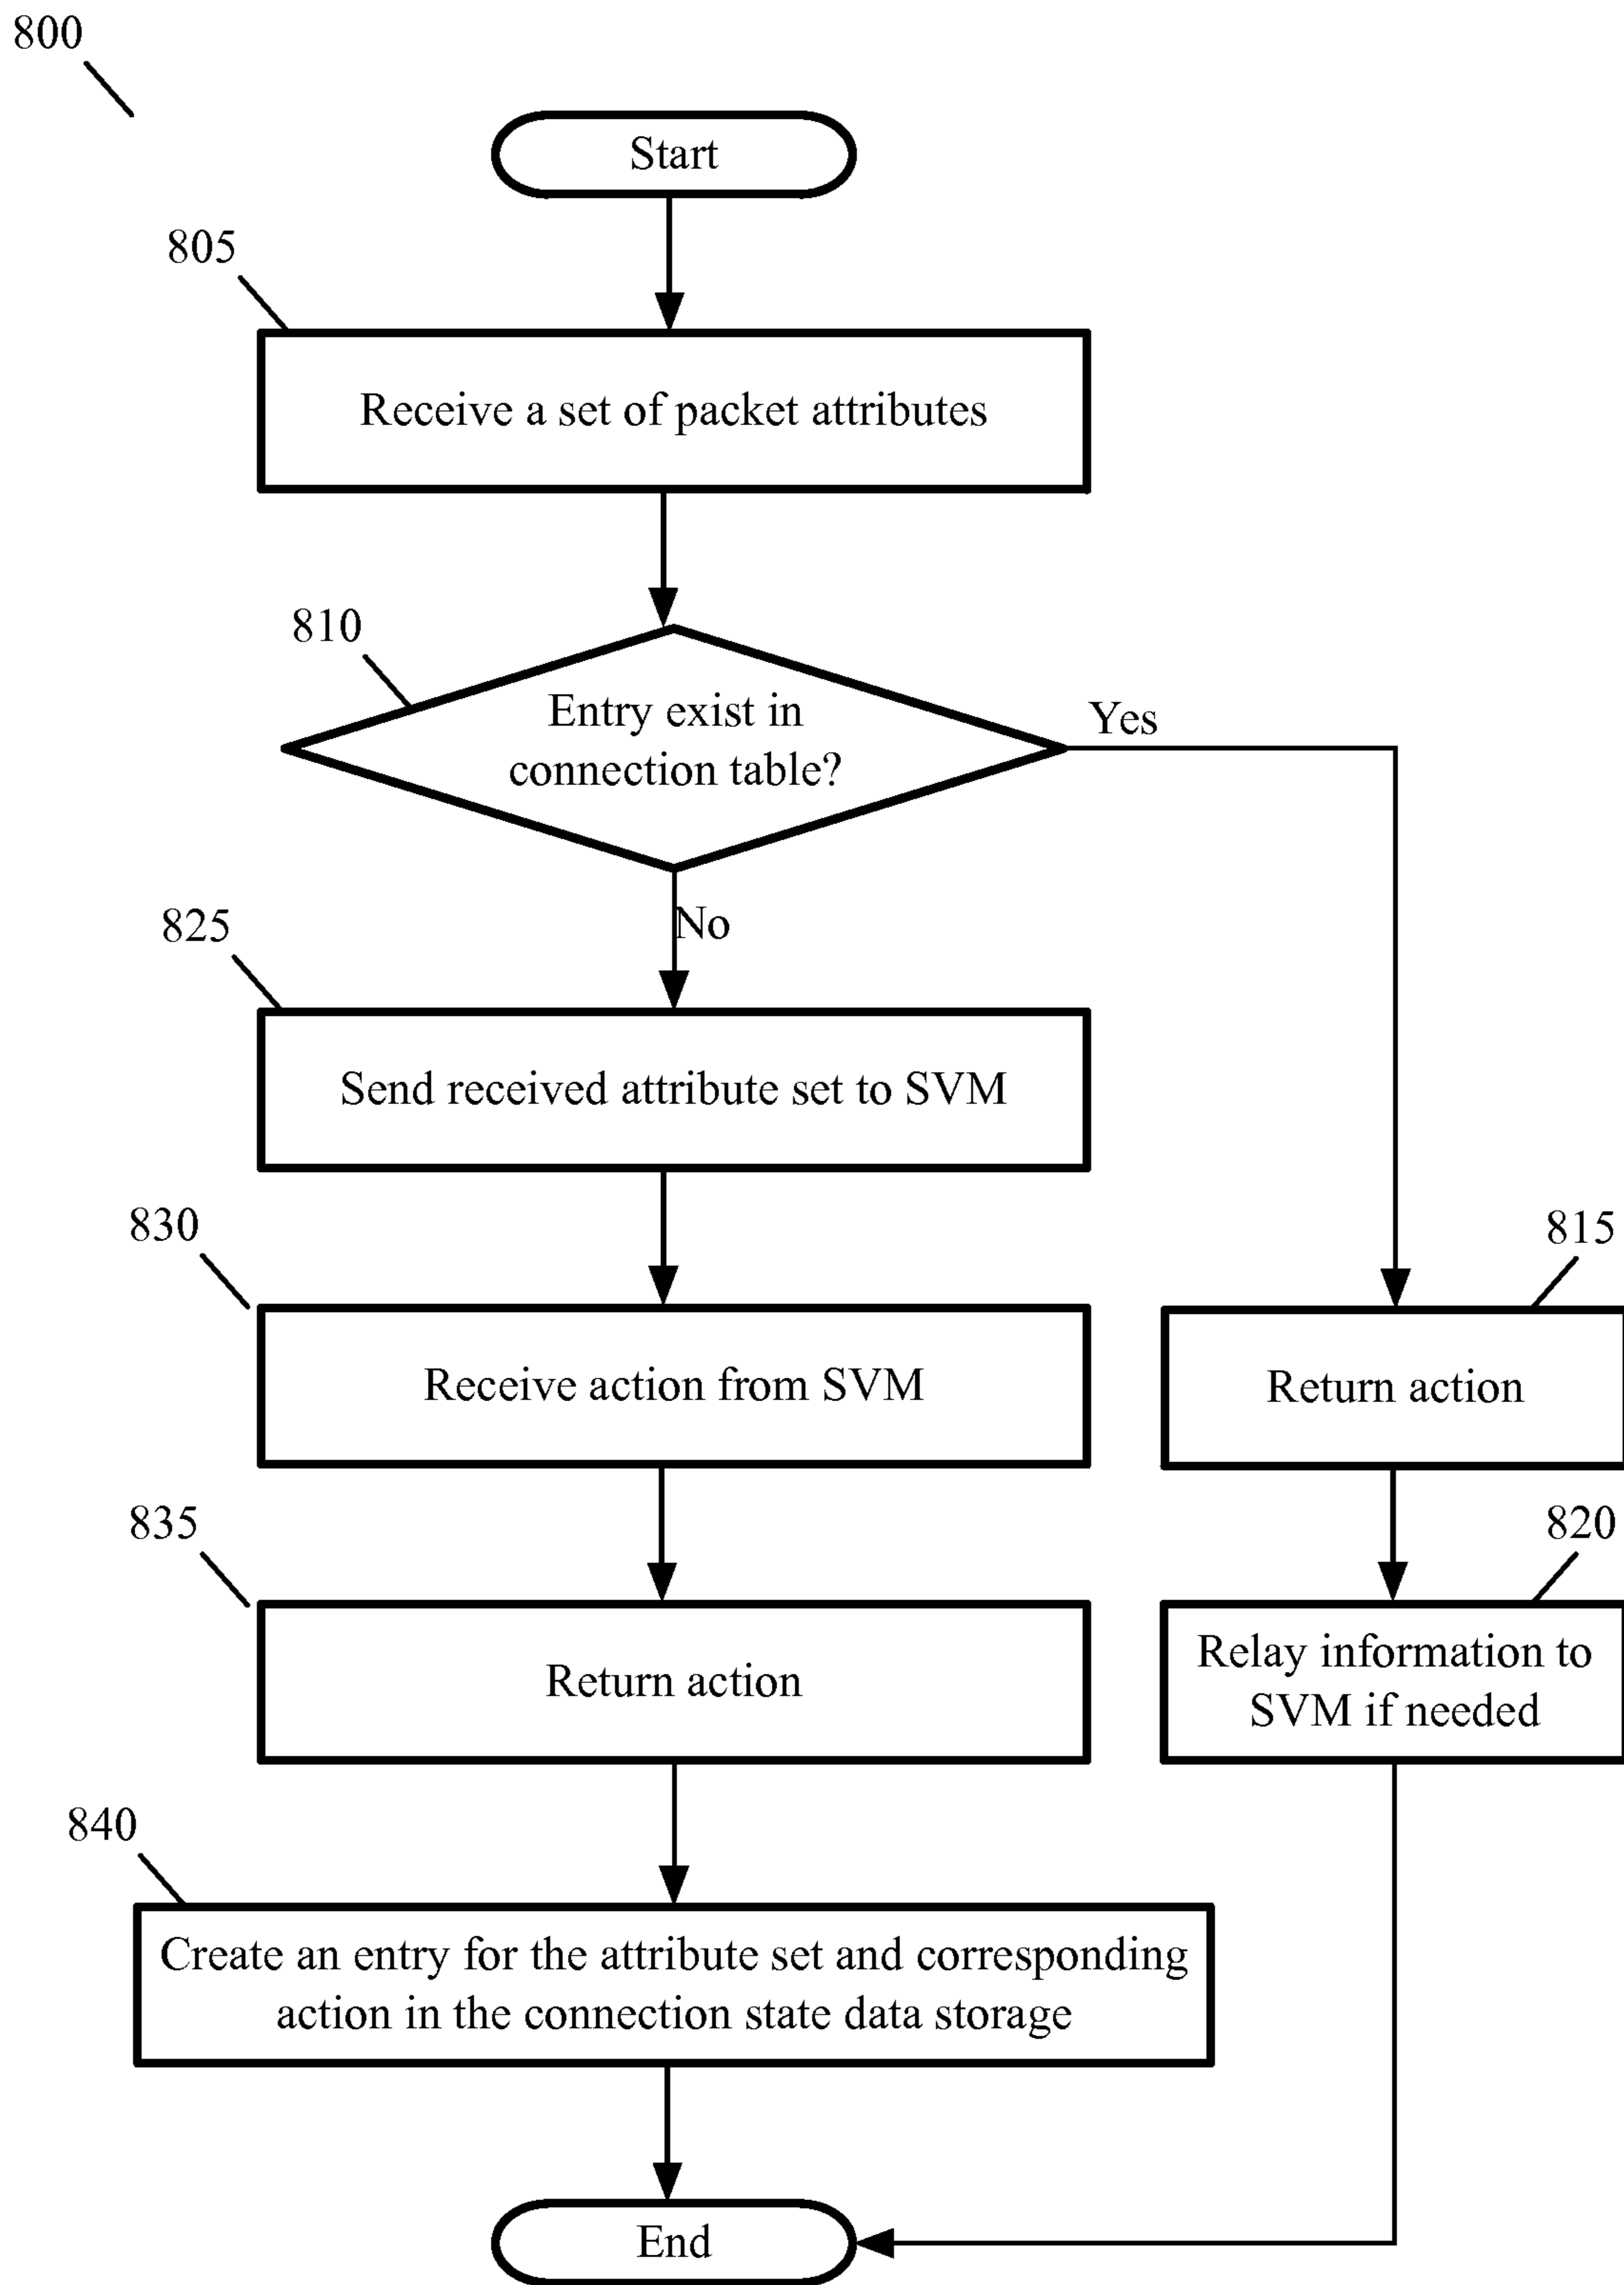 800
Start
805
Receive a set of packet attributes
810
Entry exist in
connection table?
Yes
No
825
Send received attribute set to SVM
830
Receive action from SVM
815
Return action
835
Return action
820
Relay information to
SVM if needed
840
Create an entry for the attribute set and corresponding
action in the connection state data storage
End